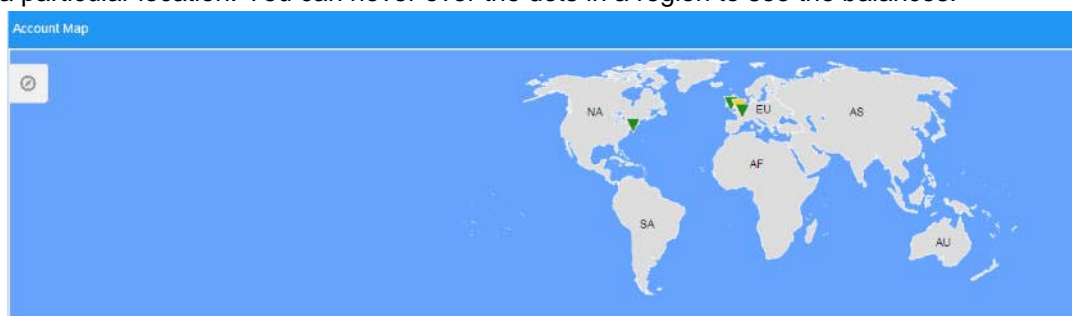 a particular location. You can hover over the dots in a region to see the balances.
Account Map
NA
EU
AS
AF
SA
AU